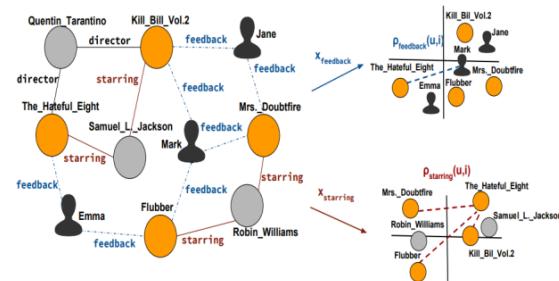 Quentin_Tarantino
Kill_Bill_Vol.2
Jane
director
feedback
director
starring
feedback
feedback
The_Hateful_Eight
Mrs._Doubtfire
Samuel_L._Jackson
Mark
feedback
starring
feedback
feedback
starring
Emma
Flubber
feedback
starring
Robin_Williams
x_feedback
x_starring
ρ_feedback(u,i)
Kill_Bil_Vol.2
Jane
Mark
The_Hateful_Eight
Mrs._Doubtfire
Emma
Flubber
ρ_starring(u,i)
The_Hateful_Eight
Mrs._Doubtfire
Samuel_L._Jackson
Robin_Williams
Flubber
Kill_Bil_Vol.2